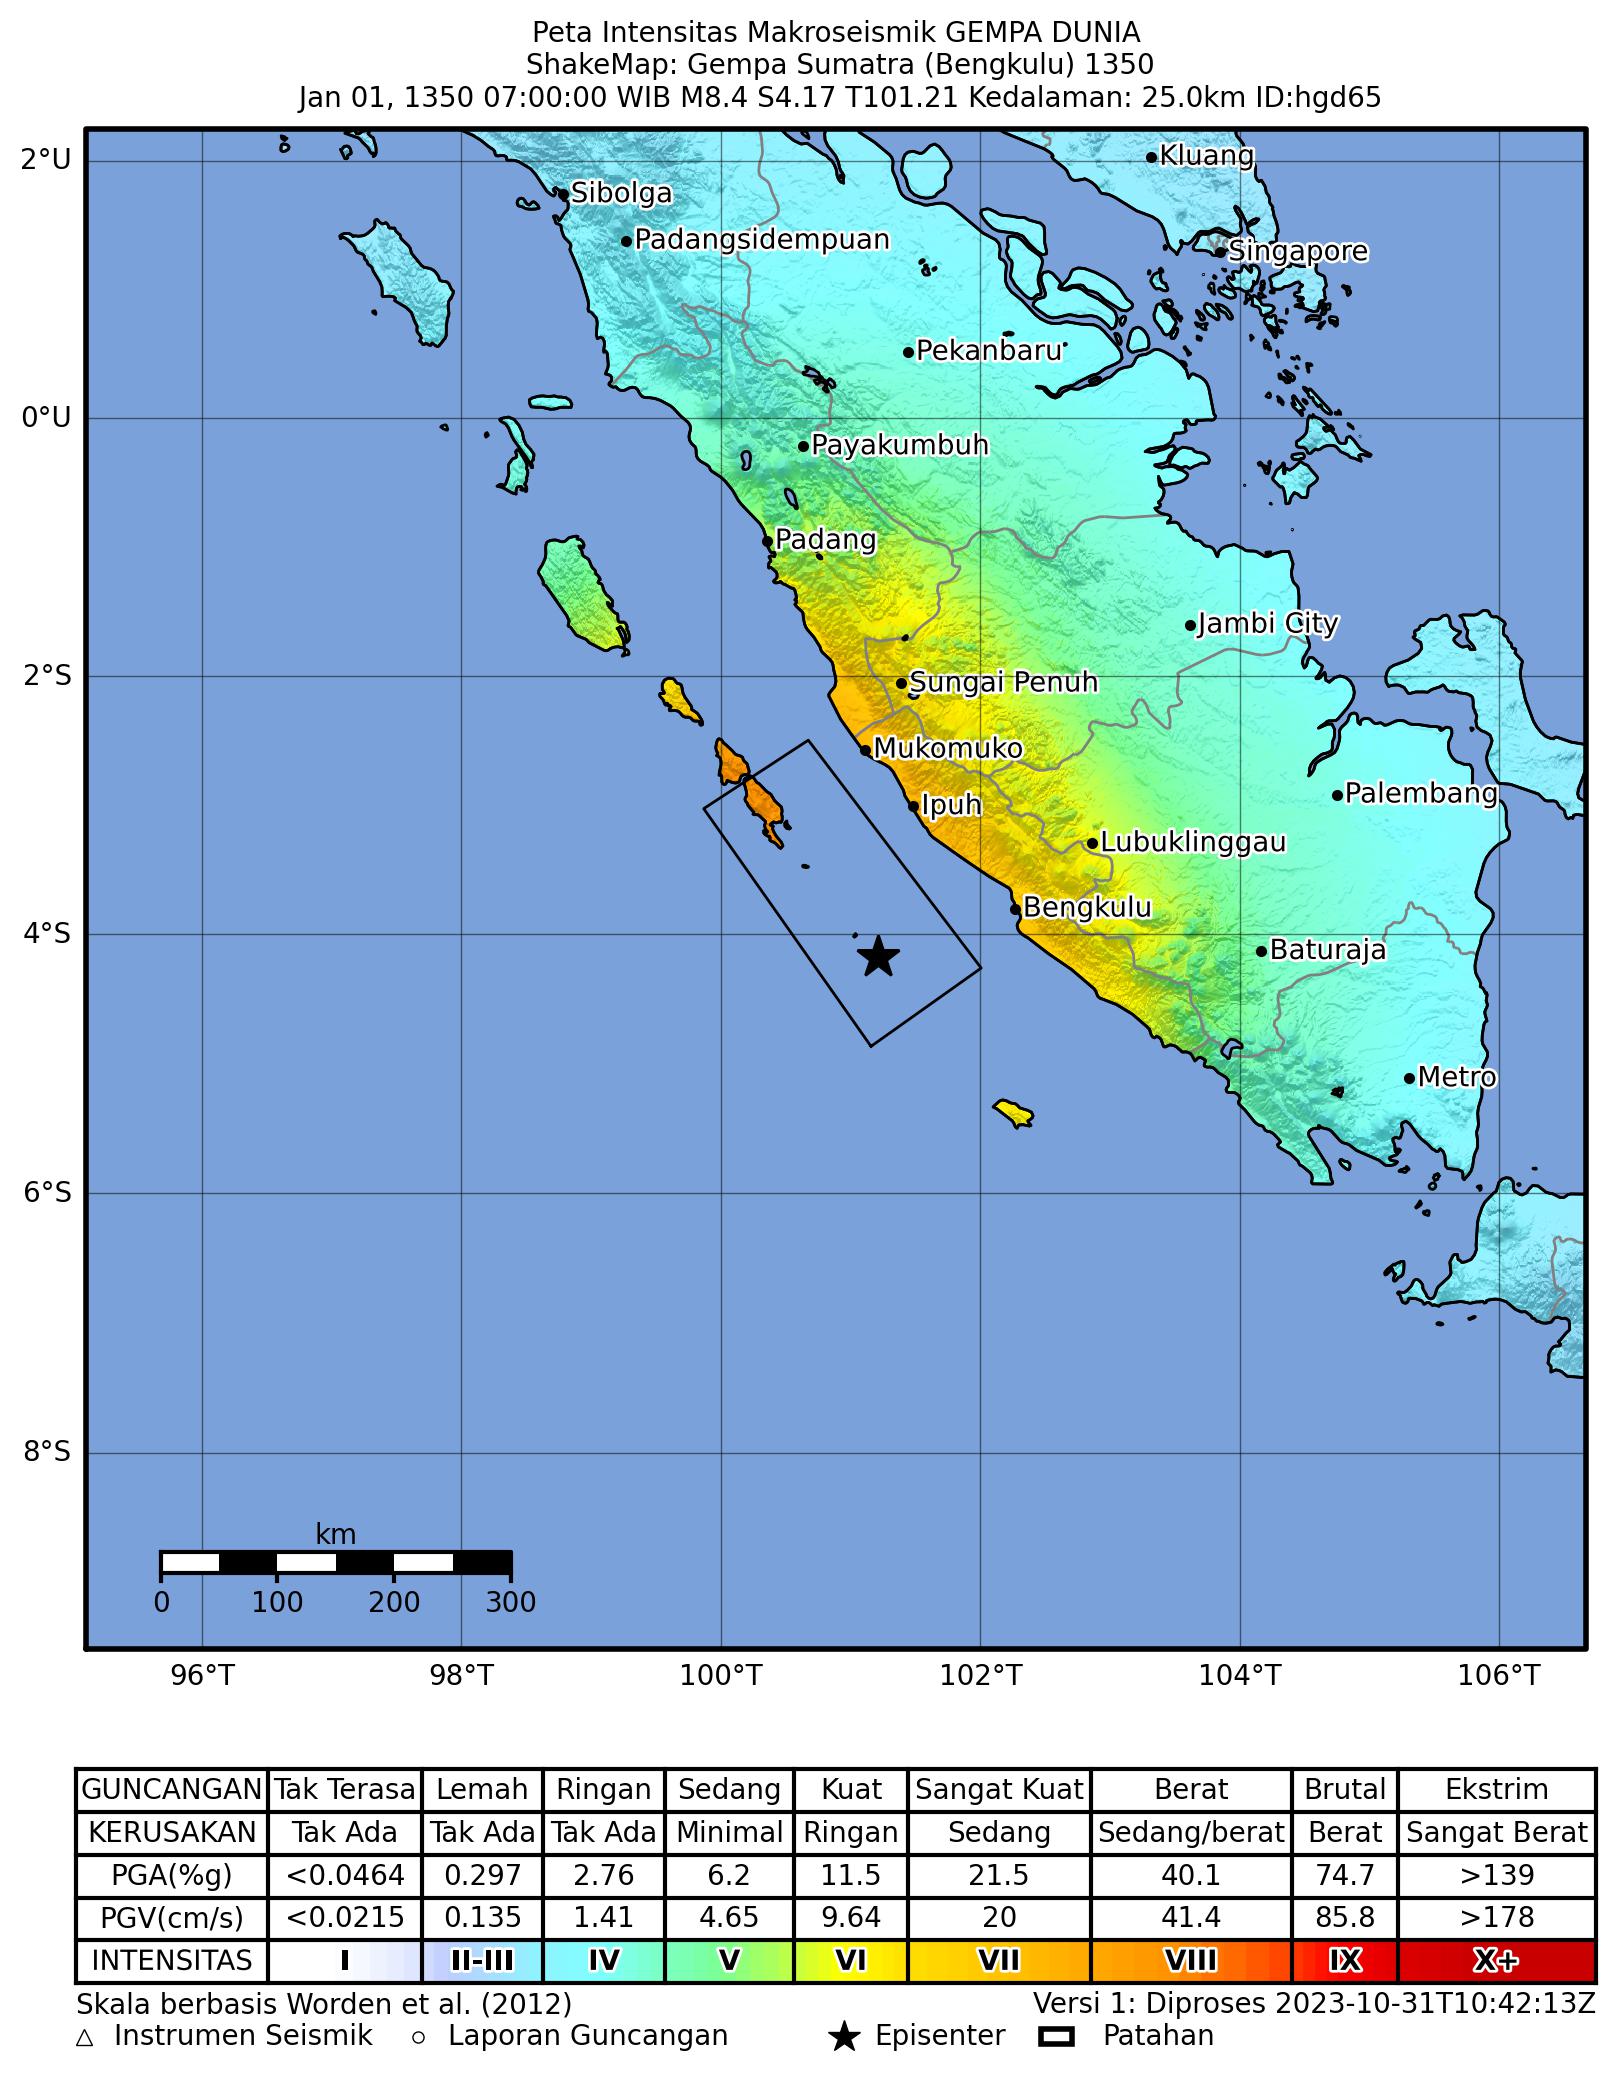 Peta Intensitas Makroseismik GEMPA DUNIA
ShakeMap: Gempa Sumatra (Bengkulu) 1350
Jan 01, 1350 07:00:00 WIB M8.4 S4.17 T101.21 Kedalaman: 25.0km ID:hgd65
2°U
Kluang
Sibolga
Padangsidempuan
Singapore
Pekanbaru
0°U
Payakumbuh
Padang
Jambi City
2°S
Sungai Penuh
Mukomuko
Palembang
Ipuh
Lubuklinggau
Bengkulu
4°S
Baturaja
Metro
6°S
8°S
km
0 100 200 300
96°T 98°T 100°T 102°T 104°T 106°T
GUNCANGAN Tak Terasa Lemah Ringan Sedang Kuat Sangat Kuat Berat Brutal Ekstrim
KERUSAKAN Tak Ada Tak Ada Tak Ada Minimal Ringan Sedang Sedang/berat Berat Sangat Berat
PGA(%g) <0.0464 0.297 2.76 6.2 11.5 21.5 40.1 74.7 >139
PGV(cm/s) <0.0215 0.135 1.41 4.65 9.64 20 41.4 85.8 >178
INTENSITAS I II-III IV V VI VII VIII IX X+
Skala berbasis Worden et al. (2012) Versi 1: Diproses 2023-10-31T10:42:13Z
Instrumen Seismik Laporan Guncangan Episenter Patahan